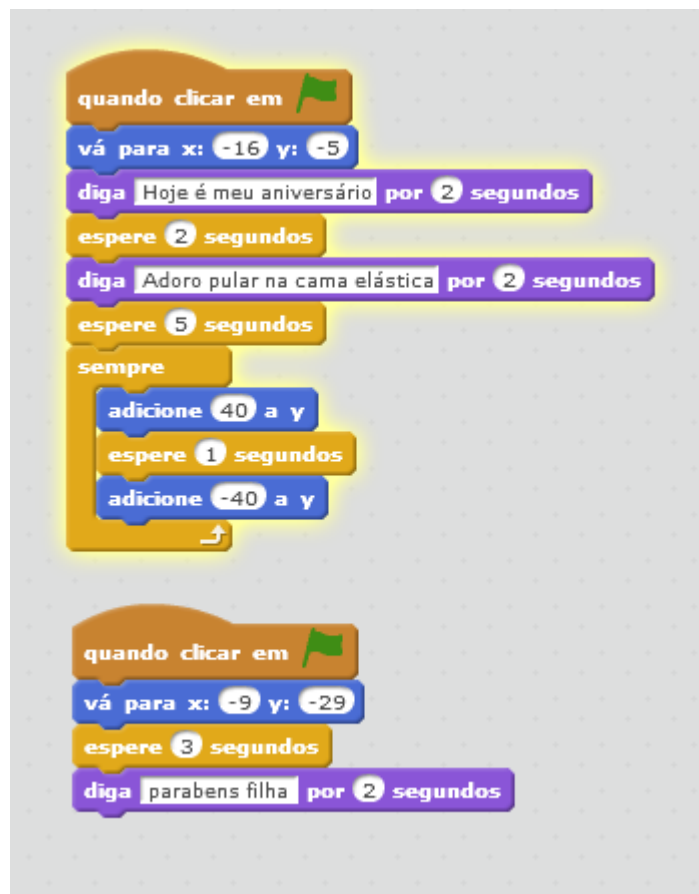 quando clicar em
vá para x: -16 y: -5
diga Hoje é meu aniversário por 2 segundos
espere 2 segundos
diga Adoro pular na cama elástica por 2 segundos
espere 5 segundos
sempre
adicione 40 a y
espere 1 segundos
adicione -40 a y
quando clicar em
vá para x: -9 y: -29
espere 3 segundos
diga parabens filha por 2 segundos